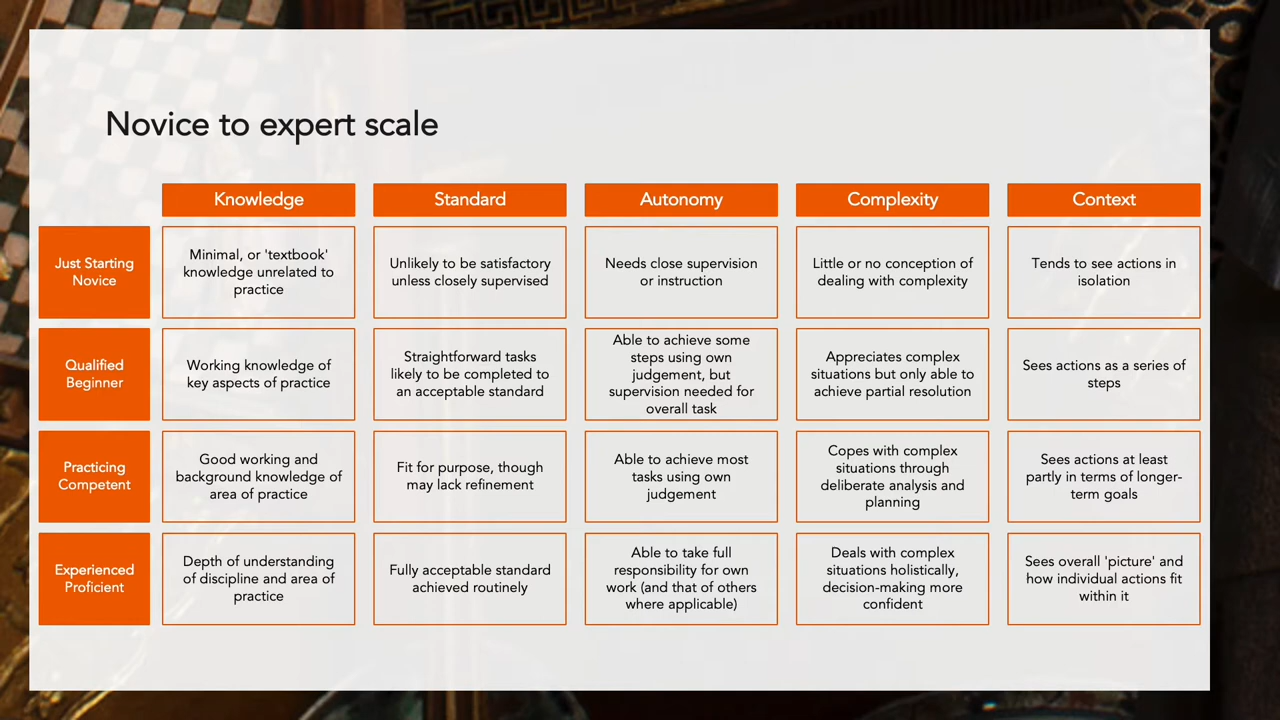 Novice to expert scale
Knowledge
Standard
Autonomy
Complexity
Context
Just Starting
Novice
Minimal, or 'textbook'
knowledge unrelated to
practice
Unlikely to be satisfactory
unless closely supervised
Needs close supervision
or instruction
Little or no conception of
dealing with complexity
Tends to see actions in
isolation
Qualified
Beginner
Working knowledge of
key aspects of practice
Straightforward tasks
likely to be completed to
an acceptable standard
Able to achieve some
steps using own
judgement, but
supervision needed for
overall task
Appreciates complex
situations but only able to
achieve partial resolution
Sees actions as a series of
steps
Practicing
Competent
Good working and
background knowledge of
area of practice
Fit for purpose, though
may lack refinement
Able to achieve most
tasks using own
judgement
Copes with complex
situations through
deliberate analysis and
planning
Sees actions at least
partly in terms of longer-
term goals
Experienced
Proficient
Depth of understanding
of discipline and area of
practice
Fully acceptable standard
achieved routinely
Able to take full
responsibility for own
work (and that of others
where applicable)
Deals with complex
situations holistically,
decision-making more
confident
Sees overall 'picture' and
how individual actions fit
within it